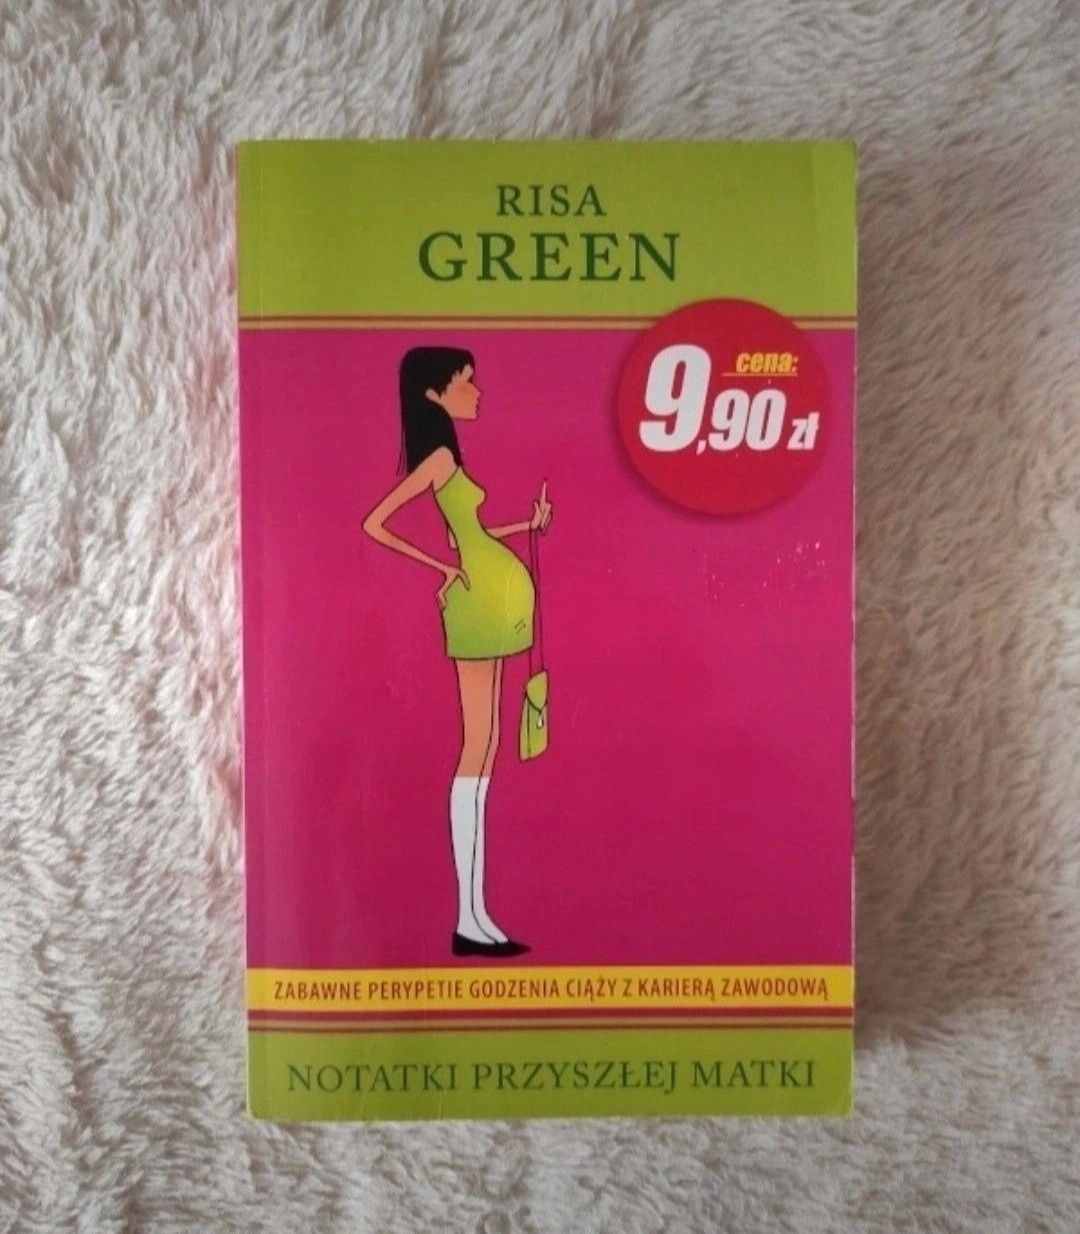 RISA
GREEN
cena:
9,90 zł
ZABAWNE PERYPETIE GODZENIA CIĄŻY Z KARIERĄ ZAWODOWĄ
NOTATKI PRZYSZŁEJ MATKI